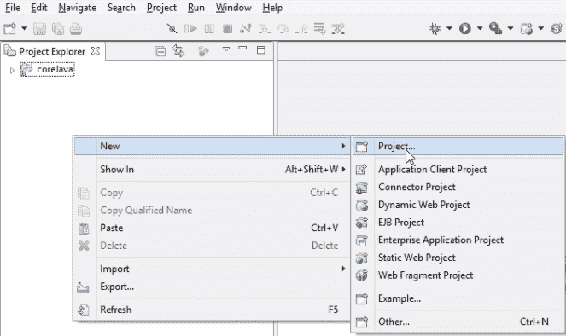 File Edit Navigate Search Project Run Window Help
Project Explorer
coreJava
New
Project...
Show In Alt+Shift+W
Application Client Project
Copy Ctrl+C
Connector Project
Copy Qualified Name
Dynamic Web Project
Paste Ctrl+V
EJB Project
Delete Delete
Enterprise Application Project
Static Web Project
Import
Web Fragment Project
Export...
Example...
Refresh F5
Other... Ctrl+N